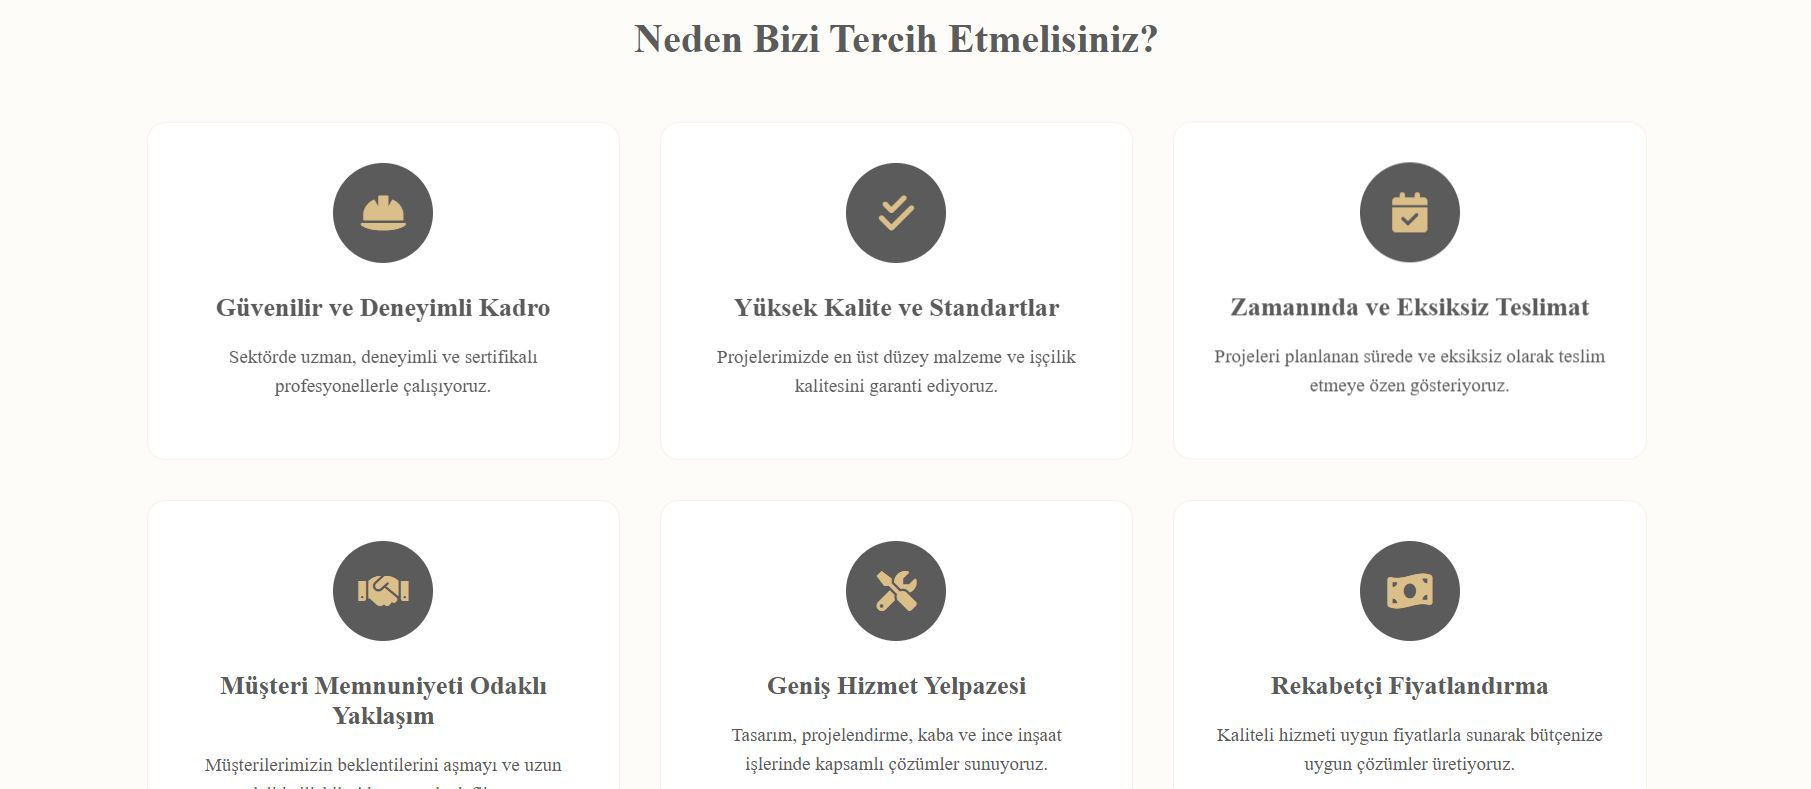 Neden Bizi Tercih Etmelisiniz?
Güvenilir ve Deneyimli Kadro
Sektörde uzman, deneyimli ve sertifikalı
profesyonellerle çalışıyoruz.
Yüksek Kalite ve Standartlar
Projelerimizde en üst düzey malzeme ve işçilik
kalitesini garanti ediyoruz.
Zamanında ve Eksiksiz Teslimat
Projeleri planlanan sürede ve eksiksiz olarak teslim
etmeye özen gösteriyoruz.
Müşteri Memnuniyeti Odaklı
Yaklaşım
Müşterilerimizin beklentilerini aşmayı ve uzun
Geniş Hizmet Yelpazesi
Tasarım, projelendirme, kaba ve ince inşaat
işlerinde kapsamlı çözümler sunuyoruz.
Rekabetçi Fiyatlandırma
Kaliteli hizmeti uygun fiyatlarla sunarak bütçenize
uygun çözümler üretiyoruz.